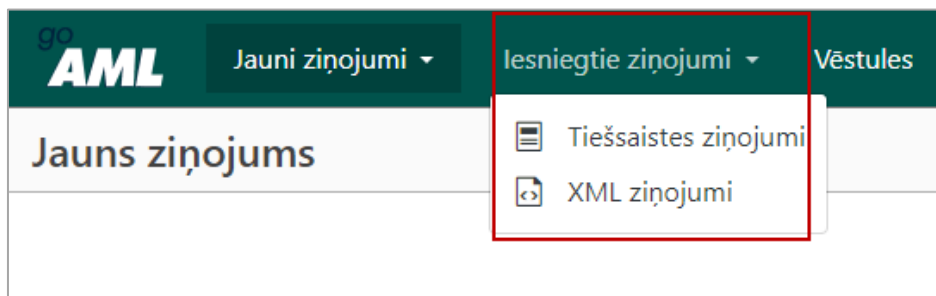 go
AML
Jauni ziņojumi
Iesniegtie ziņojumi
Vēstules
Jauns ziņojums
Tiešsaistes ziņojumi
XML ziņojumi